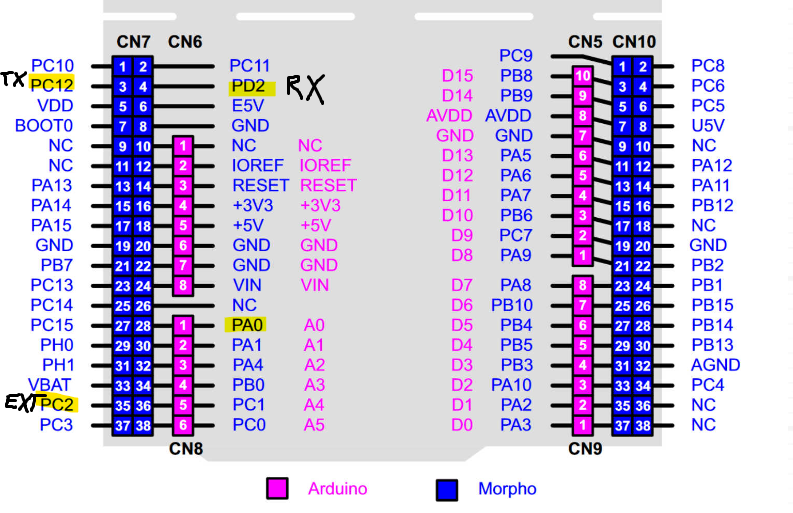 CN7 CN6 CN5 CN10
PC10 1 2 PC11 PC9 1 2 PC8
TX PC12 3 4 PD2 RX D15 PB8 10 3 4 PC6
VDD 5 6 E5V D14 PB9 9 5 6 PC5
BOOT0 7 8 GND AVDD AVDD 8 7 8 U5V
NC 9 10 1 NC NC GND GND 7 9 10 NC
NC 11 12 2 IOREF IOREF D13 PA5 6 11 12 PA12
PA13 13 14 3 RESET RESET D12 PA6 5 13 14 PA11
PA14 15 16 4 +3V3 +3V3 D11 PA7 4 15 16 PB12
PA15 17 18 5 +5V +5V D10 PB6 3 17 18 NC
GND 19 20 6 GND GND D9 PC7 2 19 20 GND
PB7 21 22 7 GND GND D8 PA9 1 21 22 PB2
PC13 23 24 8 VIN VIN D7 PA8 8 23 24 PB1
PC14 25 26 NC D6 PB10 7 25 26 PB15
PC15 27 28 1 PA0 A0 D5 PB4 6 27 28 PB14
PH0 29 30 2 PA1 A1 D4 PB5 5 29 30 PB13
PH1 31 32 3 PA4 A2 D3 PB3 4 31 32 AGND
VBAT 33 34 4 PB0 A3 D2 PA10 3 33 34 PC4
EXT PC2 35 36 5 PC1 A4 D1 PA2 2 35 36 NC
PC3 37 38 6 PC0 A5 D0 PA3 1 37 38 NC
CN8 CN9
Arduino Morpho